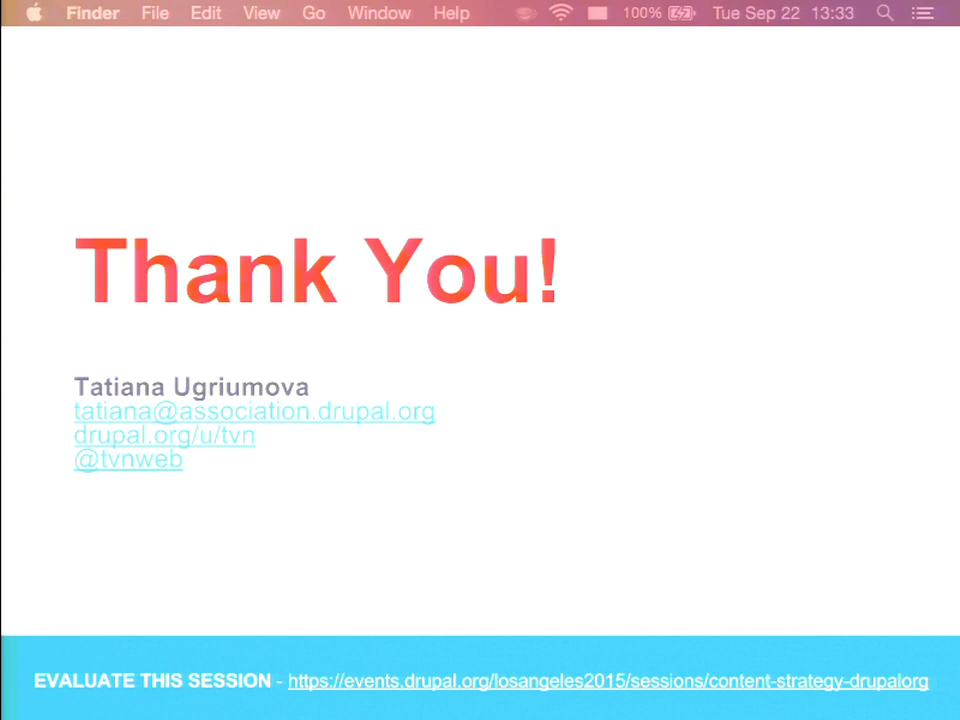 Finder File Edit View Go Window Help 100% Tue Sep 22 13:33
Thank You!
Tatiana Ugriumova
tatiana@association.drupal.org
drupal.org/u/tvn
@tvnweb
EVALUATE THIS SESSION - https://events.drupal.org/losangeles2015/sessions/content-strategy-drupalorg